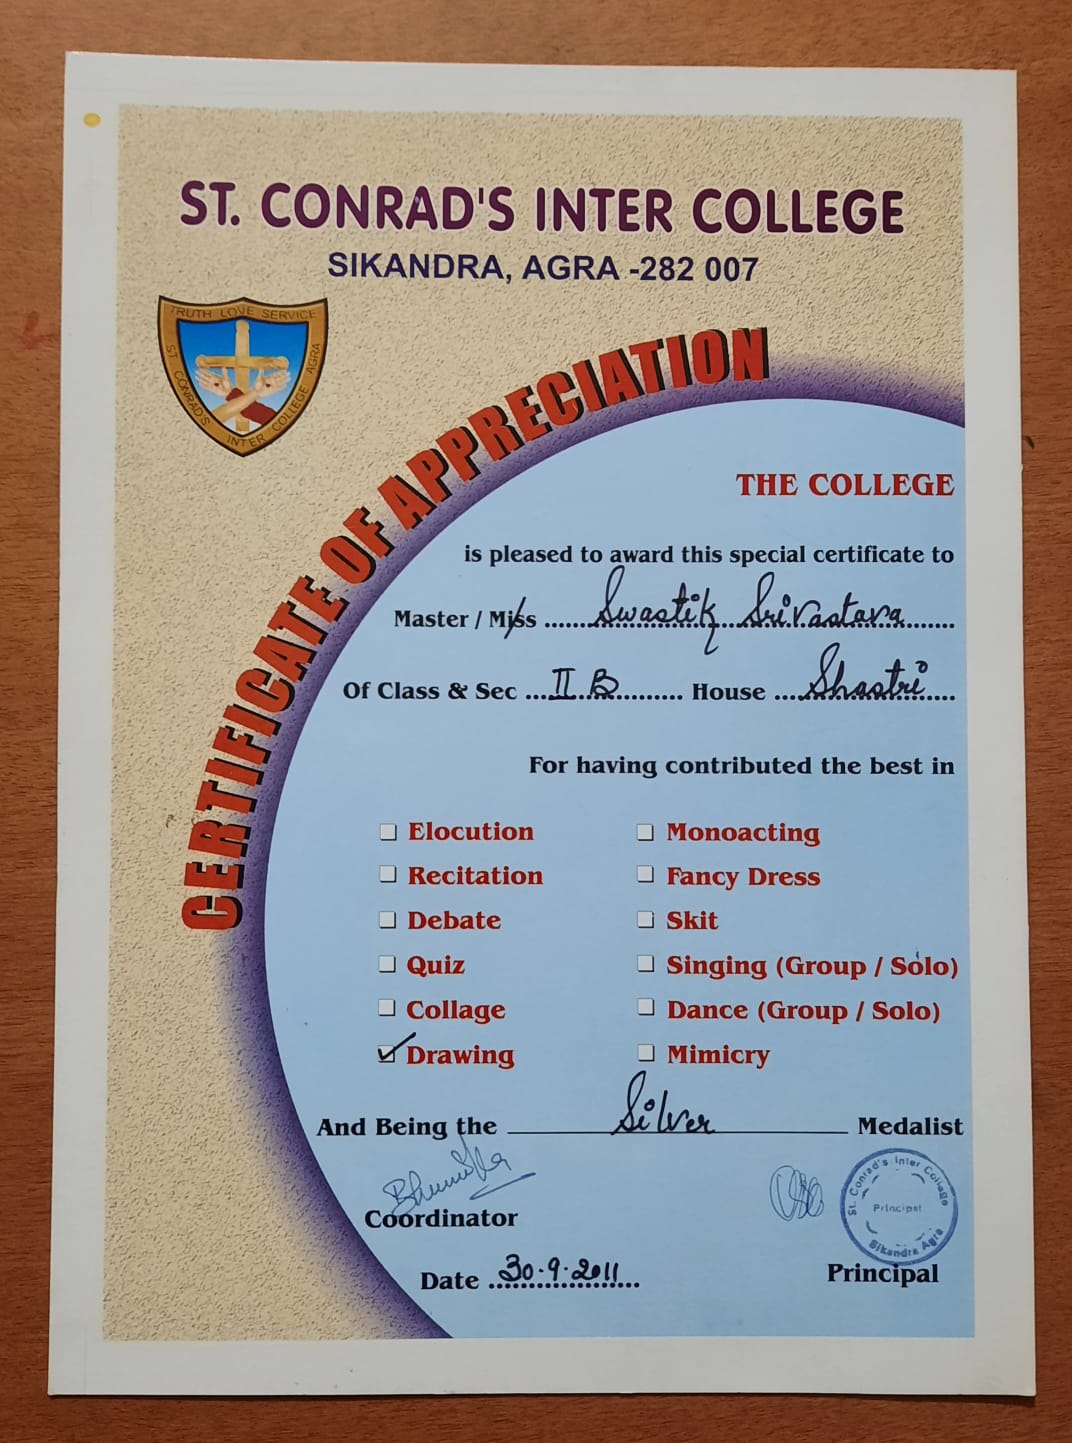 ST. CONRAD'S INTER COLLEGE
SIKANDRA, AGRA -282 007
TRUTH LOVE SERVICE
ST CONRAD'S INTER COLLEGE AGRA
CERTIFICATE OF APPRECIATION
THE COLLEGE
is pleased to award this special certificate to
Master / Miss Swastik Srivastava
Of Class & Sec II B House Shastri
For having contributed the best in
Elocution Monoacting
Recitation Fancy Dress
Debate Skit
Quiz Singing (Group / Solo)
Collage Dance (Group / Solo)
Drawing Mimicry
And Being the Silver Medalist
St. Conrad's Inter College
Principal
Sikandra Agra
Coordinator
Date 30.9.2011
Principal